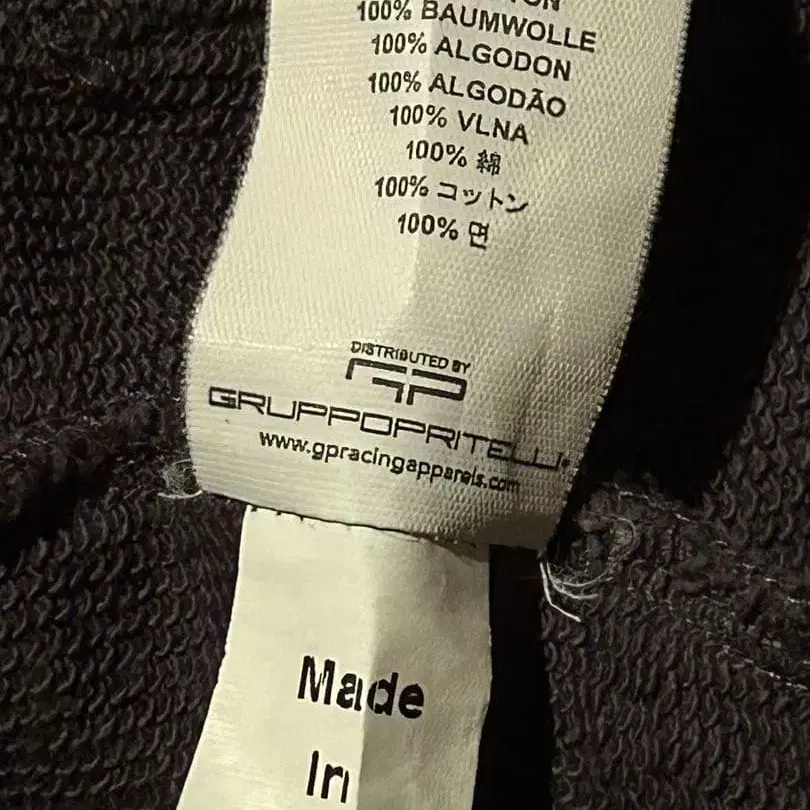 100% BAUMWOLLE
100% ALGODON
100% ALGODÃO
100% VLNA
100% 綿
100% コットン
100% 면
DISTRIBUTED BY
GP
GRUPPOPRITELLI
www.gpracingapparels.com
Made
In